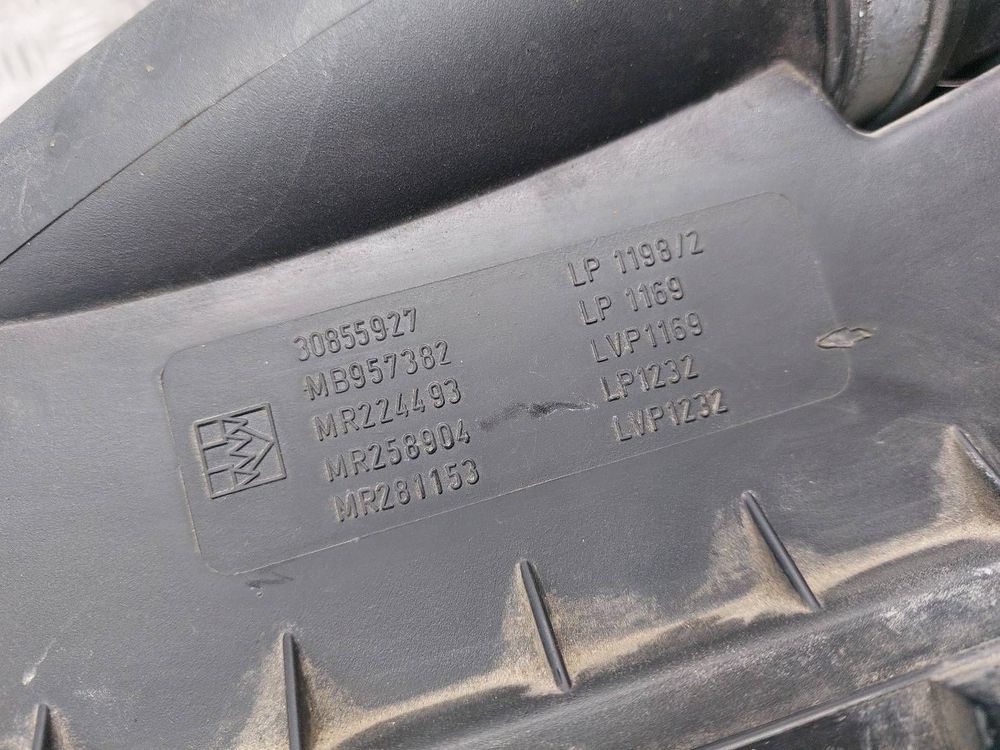 30855927
MB957382
MR224493
MR258904
MR281153
LP 1198/2
LP 1169
LVP1169
LP1232
LVP1232